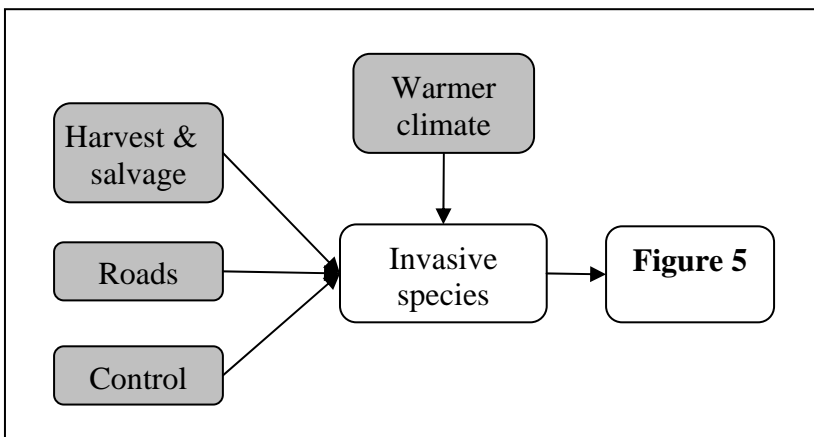 Warmer
climate
Harvest &
salvage
Roads
Control
Invasive
species
Figure 5